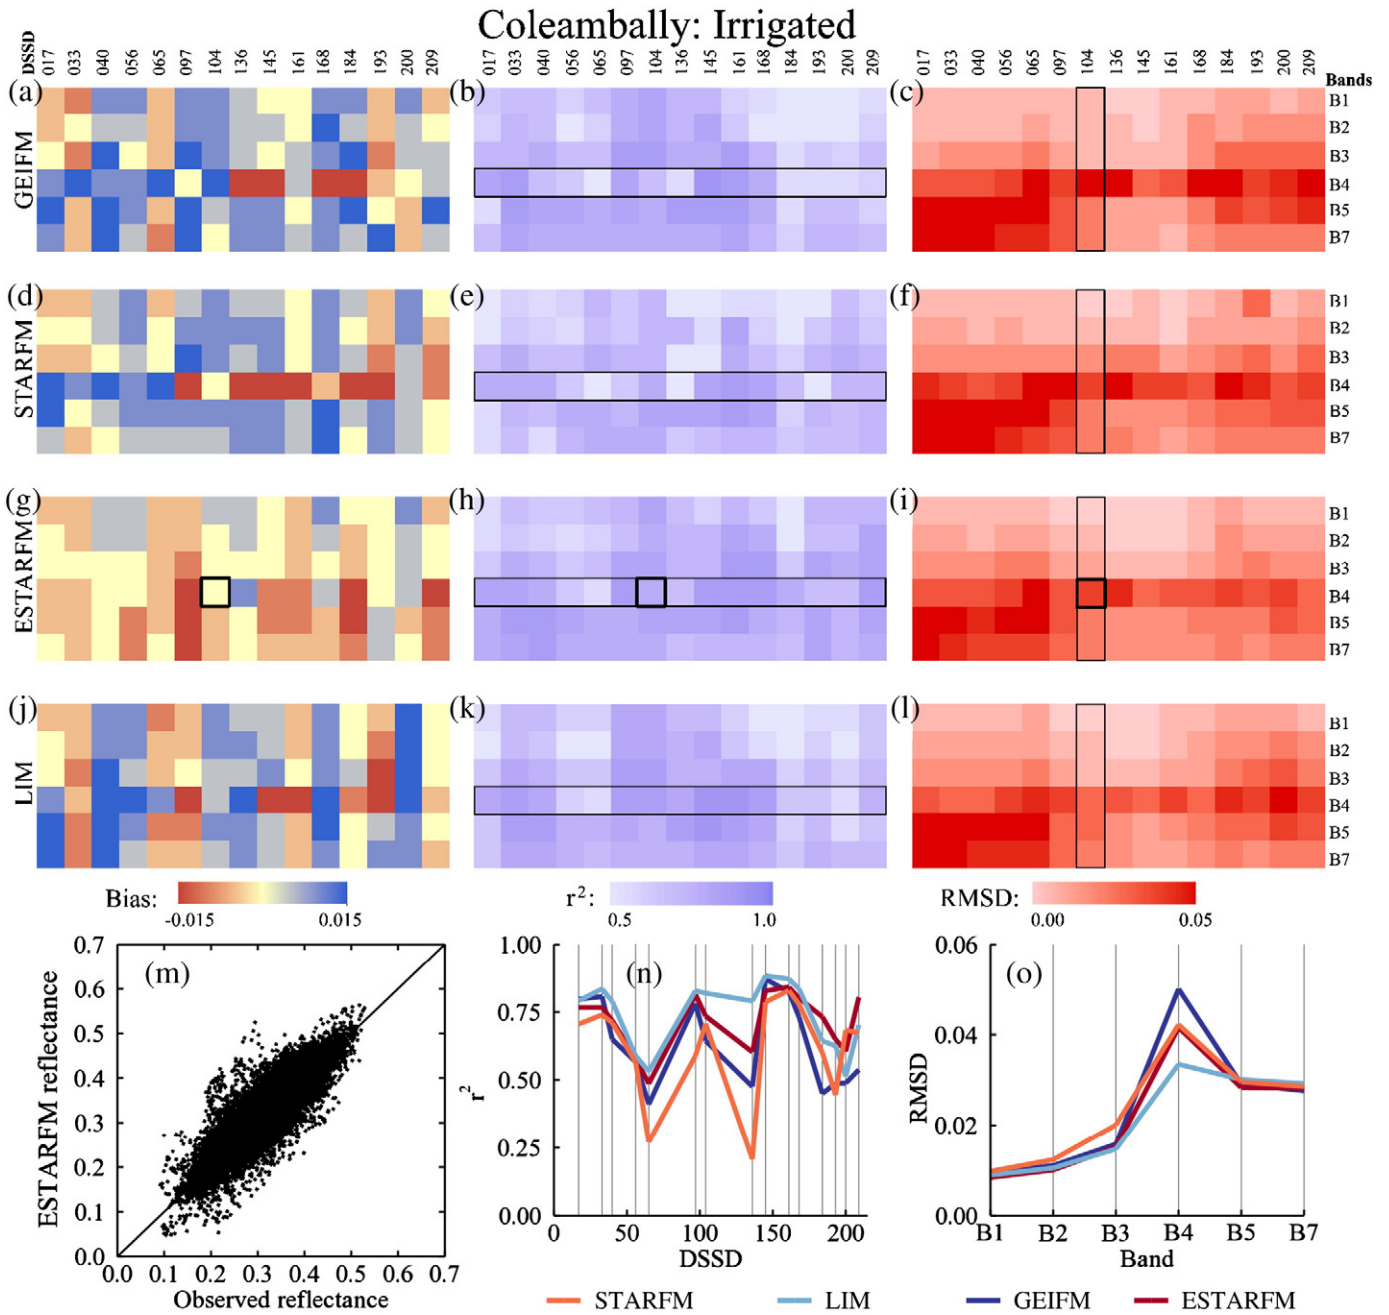 Coleambally: Irrigated
DSSD 017 033 040 056 065 097 104 136 145 161 168 184 193 200 209
017 033 040 056 065 097 104 136 145 161 168 184 193 200 209
017 033 040 056 065 097 104 136 145 161 168 184 193 200 209
Bands
(a) (b) (c)
GEIFM
B1
B2
B3
B4
B5
B7
(d) (e) (f)
STARFM
B1
B2
B3
B4
B5
B7
(g) (h) (i)
ESTARFM
B1
B2
B3
B4
B5
B7
(j) (k) (l)
LIM
B1
B2
B3
B4
B5
B7
Bias: -0.015 0.015
r²: 0.5 1.0
RMSD: 0.00 0.05
(m)
ESTARFM reflectance
0.7
0.6
0.5
0.4
0.3
0.2
0.1
0.0
0.0 0.1 0.2 0.3 0.4 0.5 0.6 0.7
Observed reflectance
(n)
r²
1.00
0.75
0.50
0.25
0.00
0 50 100 150 200
DSSD
(o)
RMSD
0.06
0.04
0.02
0.00
B1 B2 B3 B4 B5 B7
Band
STARFM LIM GEIFM ESTARFM